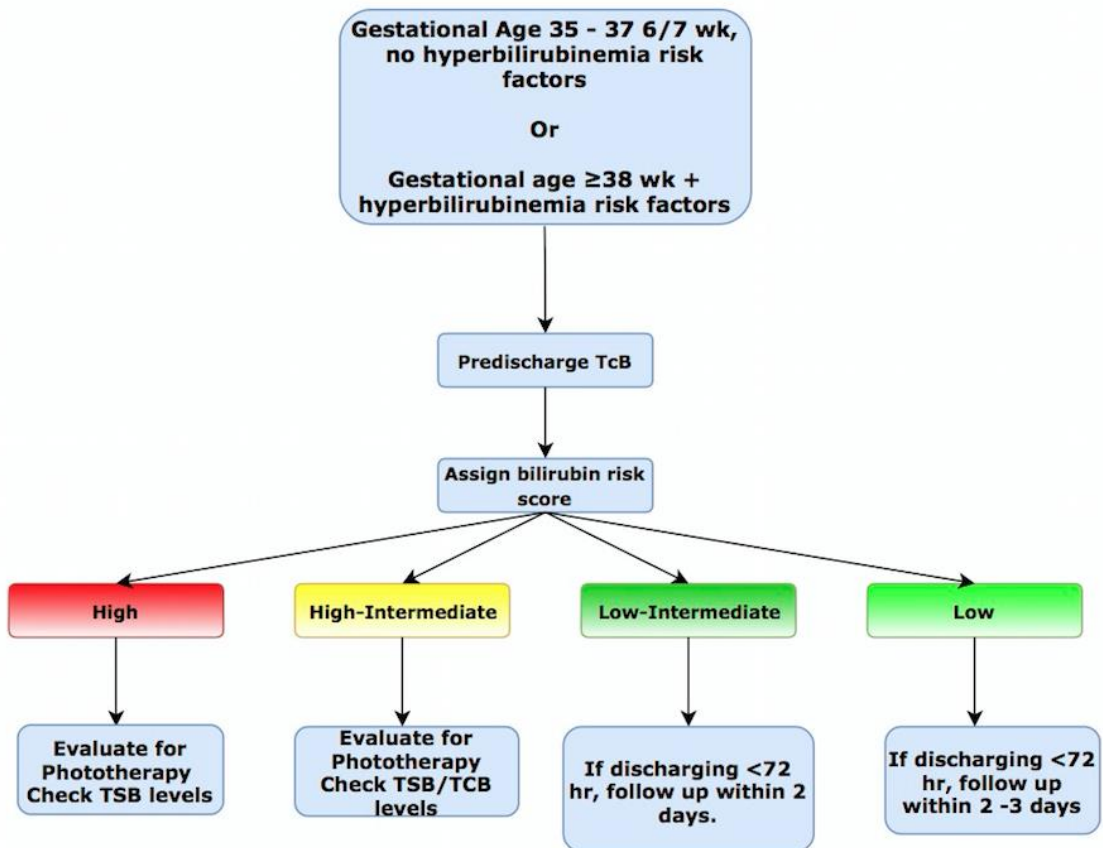 Gestational Age 35 - 37 6/7 wk,
no hyperbilirubinemia risk
factors
Or
Gestational age ≥38 wk +
hyperbilirubinemia risk factors
Predischarge TcB
Assign bilirubin risk
score
High
High-Intermediate
Low-Intermediate
Low
Evaluate for
Phototherapy
Check TSB levels
Evaluate for
Phototherapy
Check TSB/TCB
levels
If discharging <72
hr, follow up within 2
days.
If discharging <72
hr, follow up
within 2 -3 days